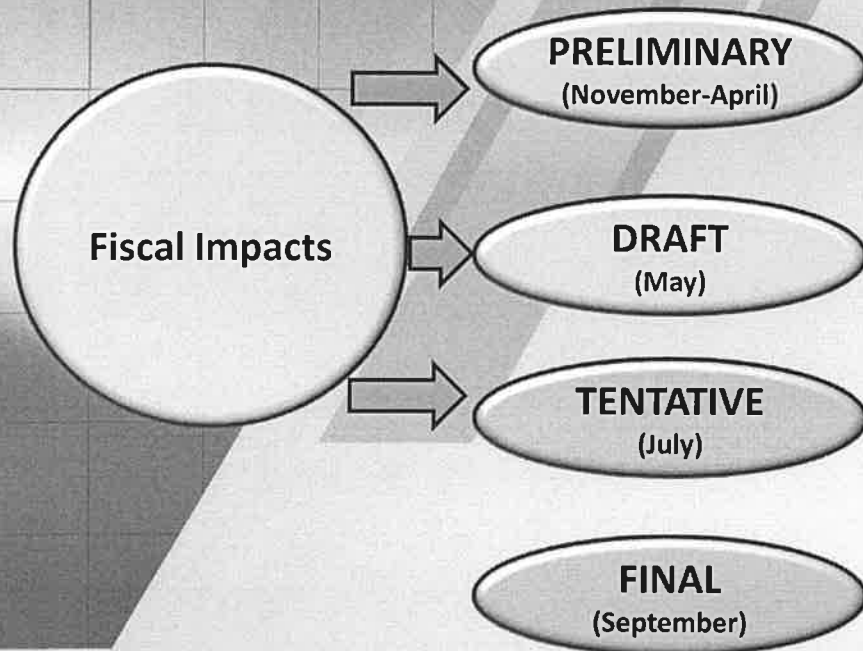 Fiscal Impacts
PRELIMINARY
(November-April)
DRAFT
(May)
TENTATIVE
(July)
FINAL
(September)